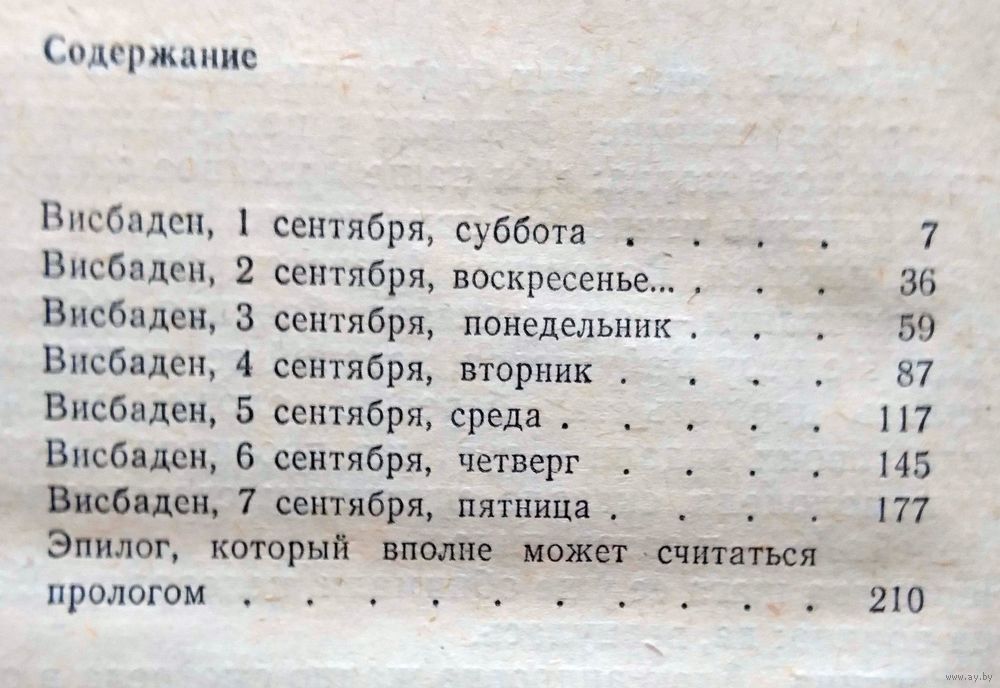 Содержание
Висбаден, 1 сентября, суббота . . . . 7
Висбаден, 2 сентября, воскресенье... . . . 36
Висбаден, 3 сентября, понедельник . . . 59
Висбаден, 4 сентября, вторник . . . . 87
Висбаден, 5 сентября, среда . . . . . 117
Висбаден, 6 сентября, четверг . . . . 145
Висбаден, 7 сентября, пятница . . . . 177
Эпилог, который вполне может считаться
прологом . . . . . . . . . . 210
www.ay.by